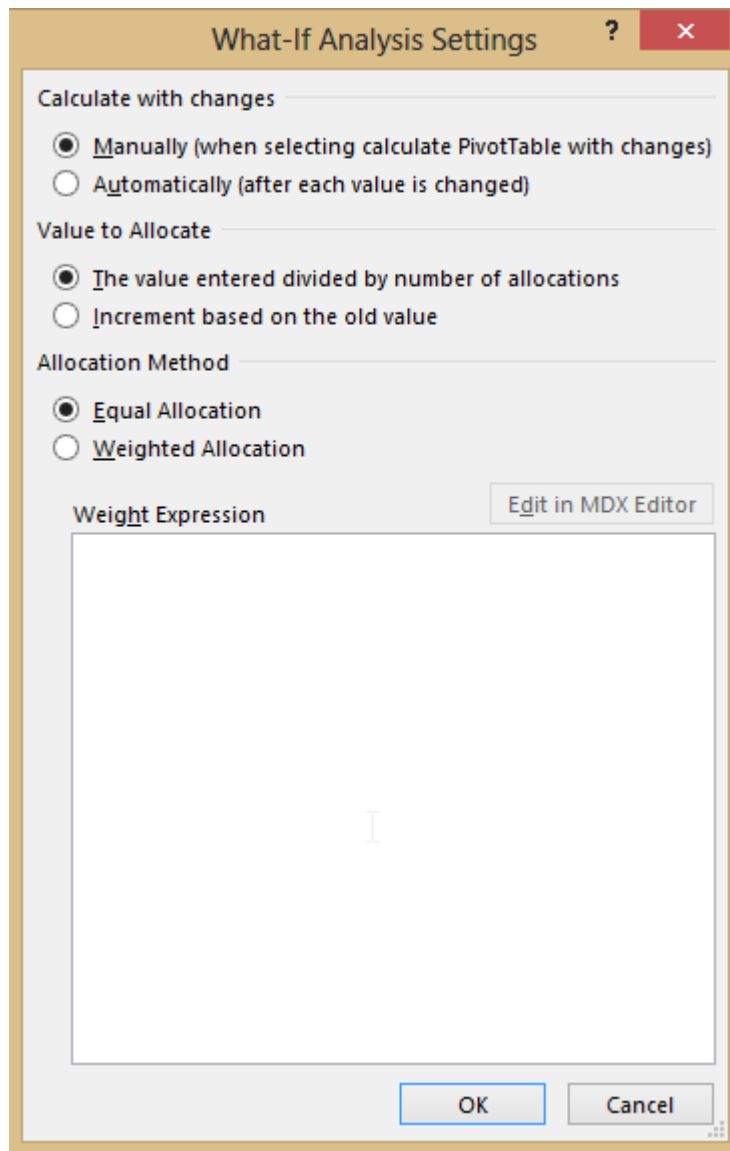 What-If Analysis Settings ? ×
Calculate with changes
Manually (when selecting calculate PivotTable with changes)
Automatically (after each value is changed)
Value to Allocate
The value entered divided by number of allocations
Increment based on the old value
Allocation Method
Equal Allocation
Weighted Allocation
Weight Expression
Edit in MDX Editor
OK Cancel